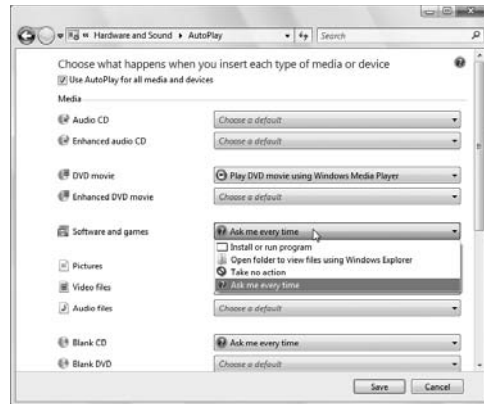 Hardware and Sound ▸ AutoPlay
Search
Choose what happens when you insert each type of media or device
Use AutoPlay for all media and devices
Media
Audio CD Choose a default
Enhanced audio CD Choose a default
DVD movie Play DVD movie using Windows Media Player
Enhanced DVD movie Choose a default
Software and games Ask me every time
Install or run program
Open folder to view files using Windows Explorer
Pictures
Take no action
Video files Ask me every time
Audio files Choose a default
Blank CD Ask me every time
Blank DVD Choose a default
Save Cancel